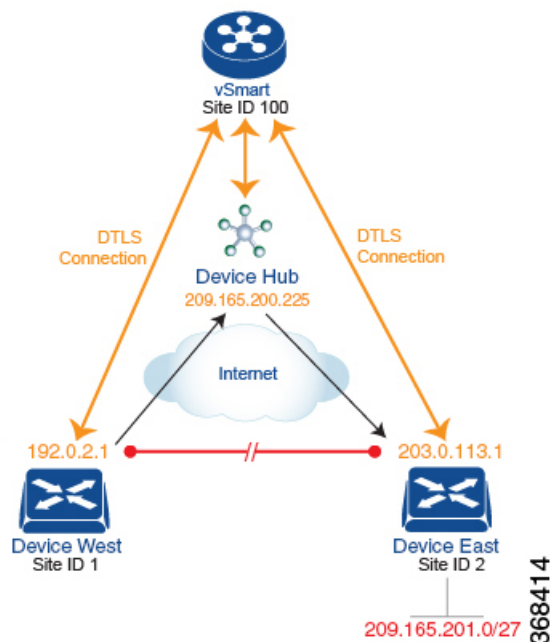 vSmart
Site ID 100
DTLS
Connection
DTLS
Connection
Device Hub
209.165.200.225
Internet
192.0.2.1
203.0.113.1
Device West
Site ID 1
Device East
Site ID 2
209.165.201.0/27
368414